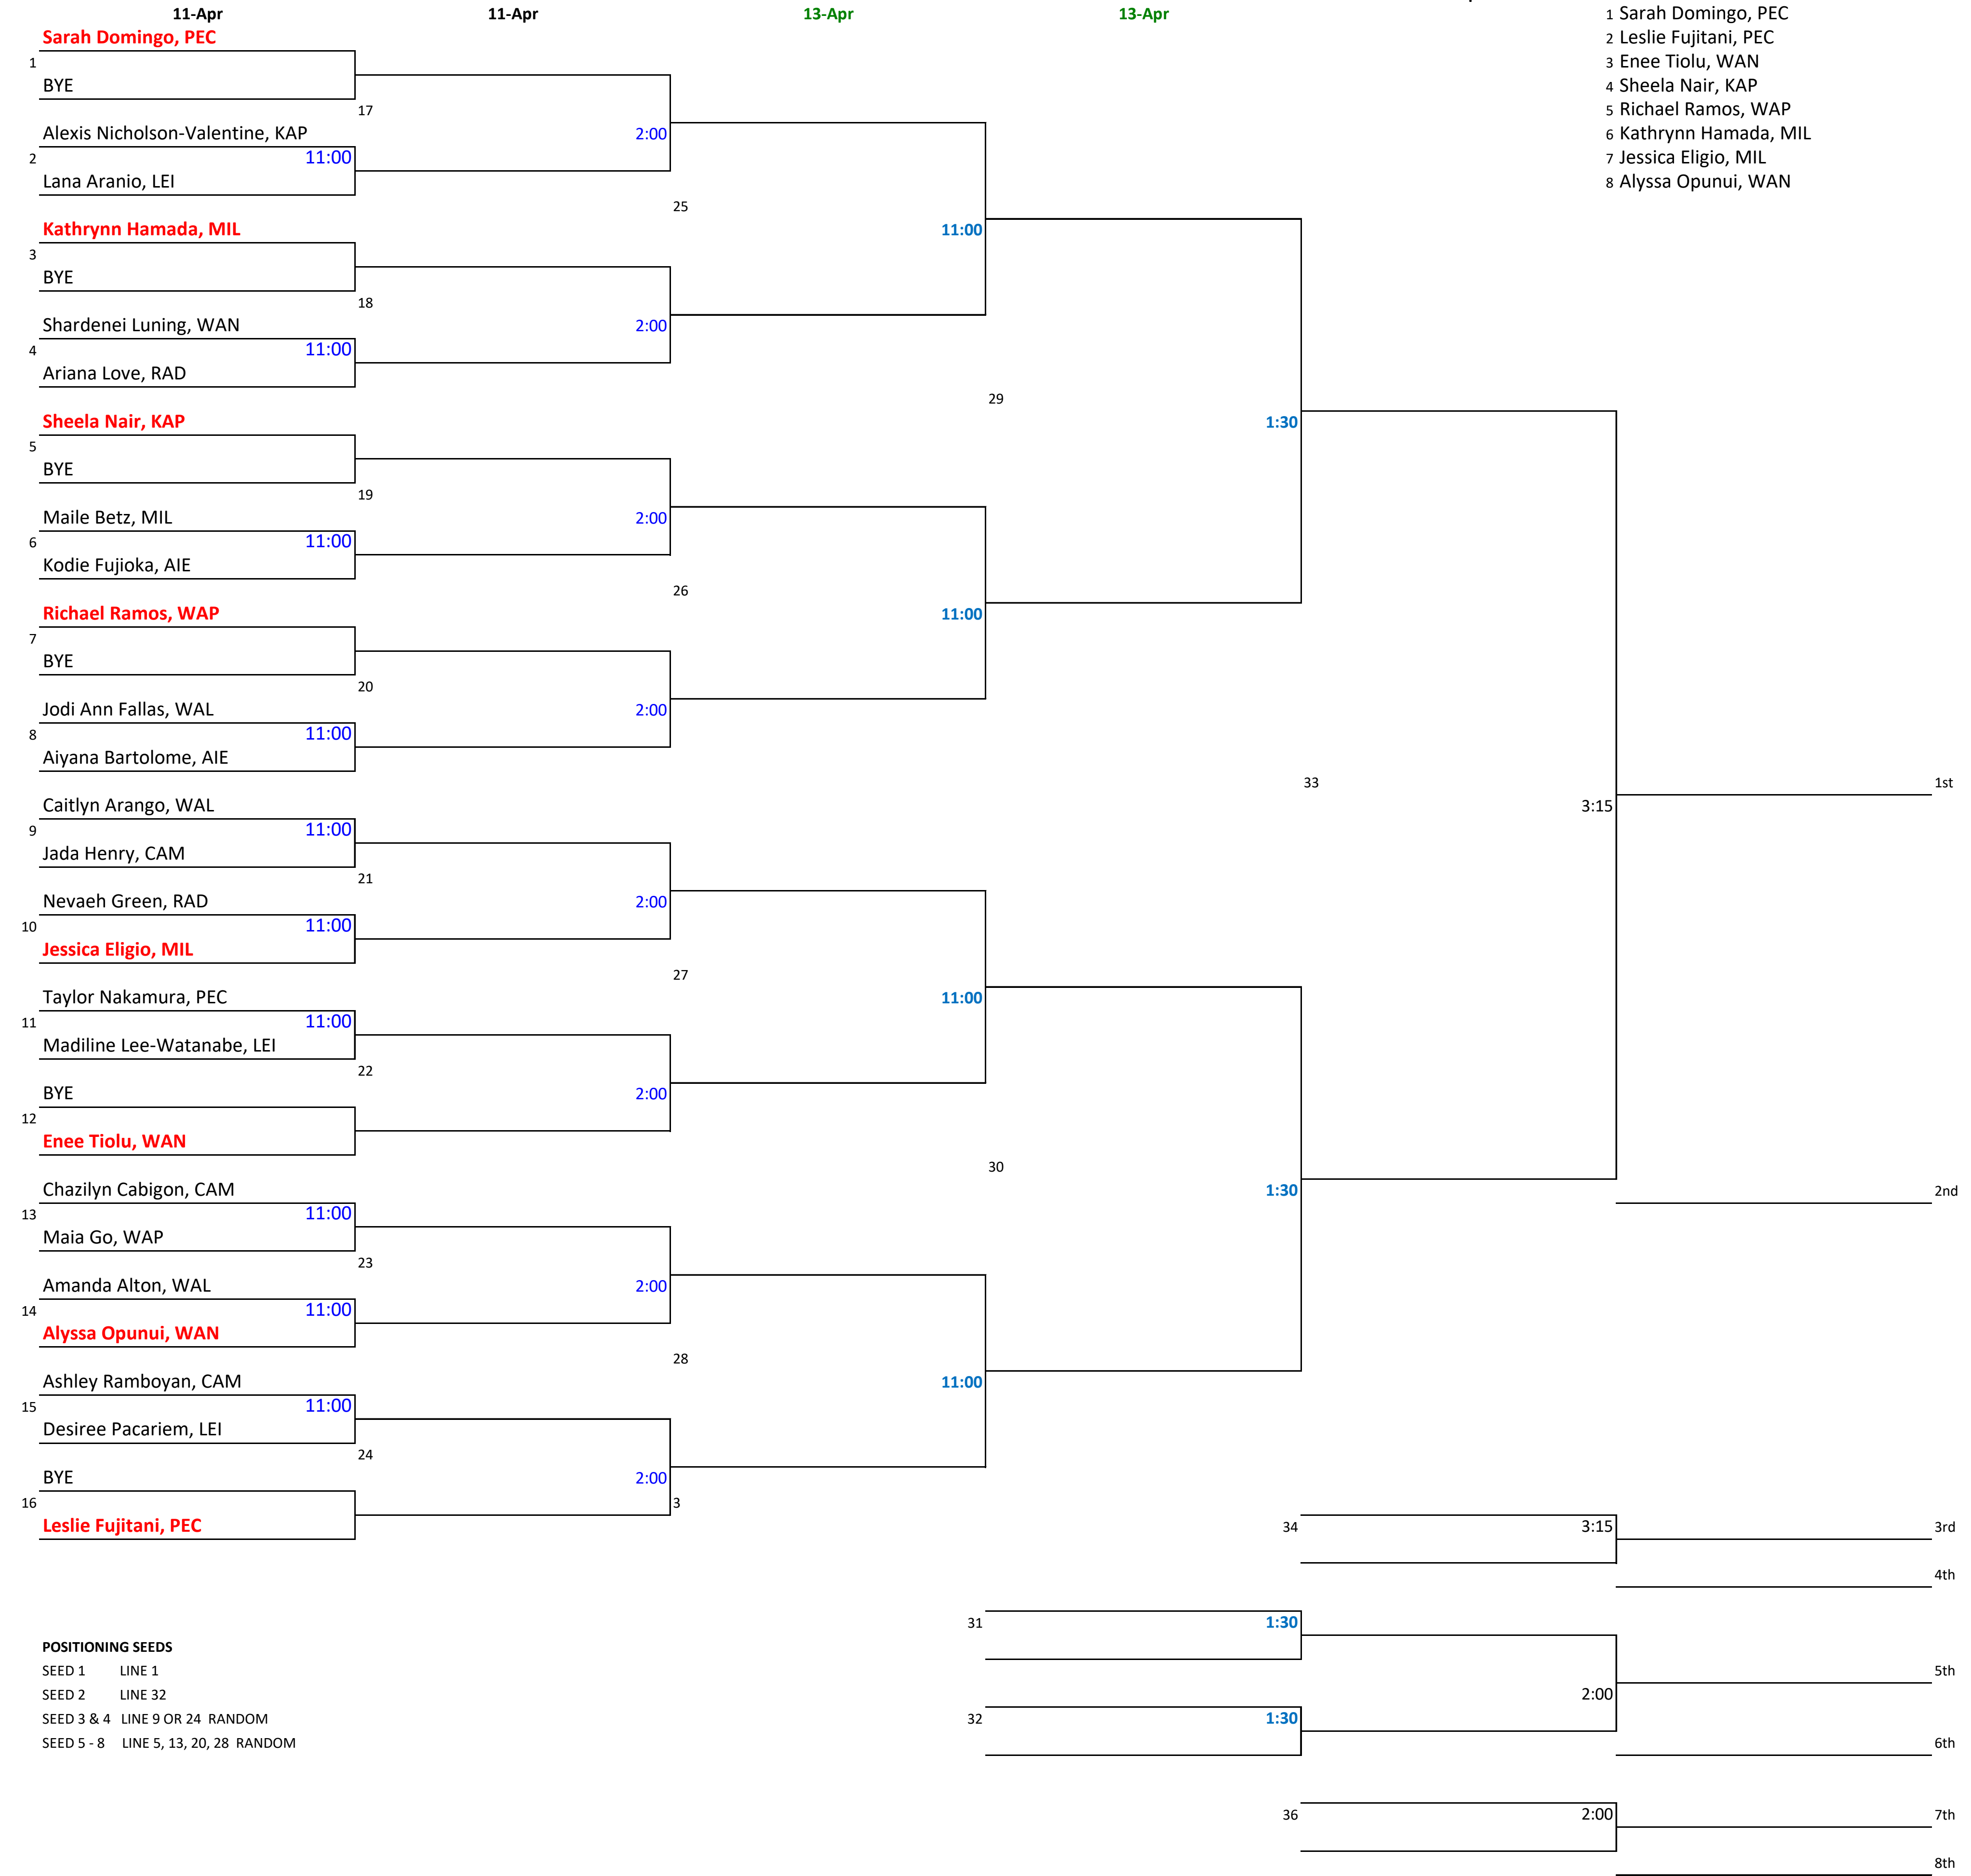 11-Apr 11-Apr 13-Apr 13-Apr
1 Sarah Domingo, PEC
2 Leslie Fujitani, PEC
3 Enee Tiolu, WAN
4 Sheela Nair, KAP
5 Richael Ramos, WAP
6 Kathrynn Hamada, MIL
7 Jessica Eligio, MIL
8 Alyssa Opunui, WAN
Sarah Domingo, PEC
1
BYE
17
Alexis Nicholson-Valentine, KAP
2:00
2 11:00
Lana Aranio, LEI
25
Kathrynn Hamada, MIL
11:00
3
BYE
18
Shardenei Luning, WAN
2:00
4 11:00
Ariana Love, RAD
29
Sheela Nair, KAP
1:30
5
BYE
19
Maile Betz, MIL
2:00
6 11:00
Kodie Fujioka, AIE
26
Richael Ramos, WAP
11:00
7
BYE
20
Jodi Ann Fallas, WAL
2:00
8 11:00
Aiyana Bartolome, AIE
33
1st
Caitlyn Arango, WAL
3:15
9 11:00
Jada Henry, CAM
21
Nevaeh Green, RAD
2:00
10 11:00
Jessica Eligio, MIL
27
Taylor Nakamura, PEC
11:00
11 11:00
Madiline Lee-Watanabe, LEI
22
BYE
2:00
12
Enee Tiolu, WAN
30
Chazilyn Cabigon, CAM
1:30
2nd
13 11:00
Maia Go, WAP
23
Amanda Alton, WAL
2:00
14 11:00
Alyssa Opunui, WAN
28
Ashley Ramboyan, CAM
11:00
15 11:00
Desiree Pacariem, LEI
24
BYE
2:00
16
3
Leslie Fujitani, PEC
34 3:15 3rd
4th
31 1:30
POSITIONING SEEDS
SEED 1 LINE 1
5th
SEED 2 LINE 32
2:00
SEED 3 & 4 LINE 9 OR 24 RANDOM
32 1:30
SEED 5 - 8 LINE 5, 13, 20, 28 RANDOM
6th
36 2:00 7th
8th